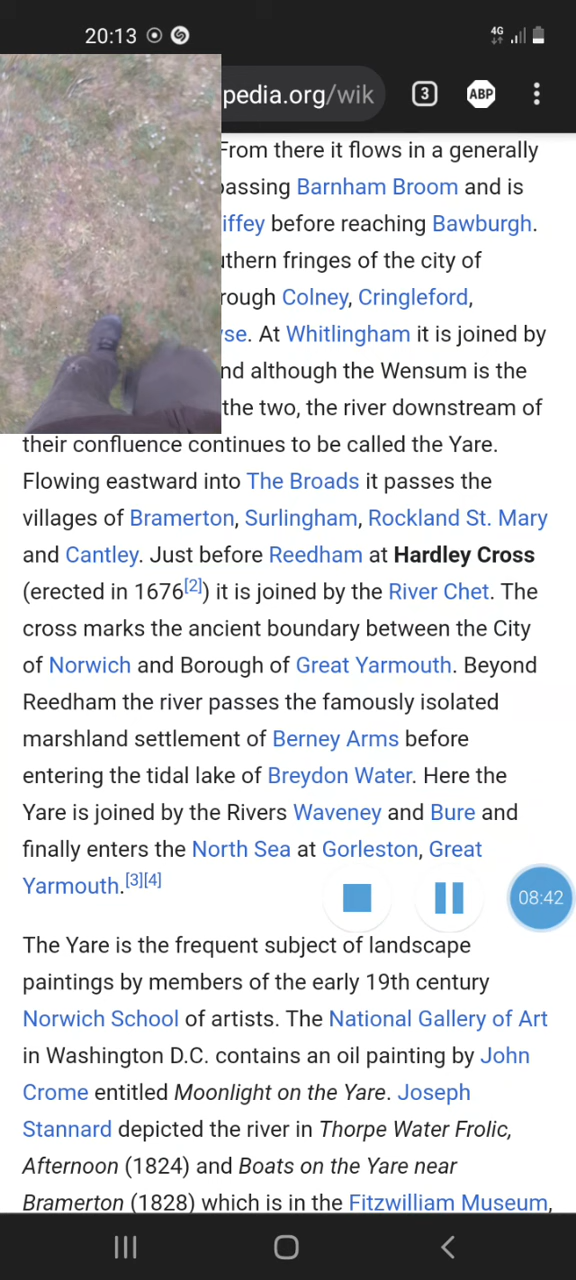 20:13
4G
pedia.org/wik
3
ABP
From there it flows in a generally
passing Barnham Broom and is
iffey before reaching Bawburgh.
uthern fringes of the city of
rough Colney, Cringleford,
se. At Whitlingham it is joined by
nd although the Wensum is the
the two, the river downstream of
their confluence continues to be called the Yare.
Flowing eastward into The Broads it passes the
villages of Bramerton, Surlingham, Rockland St. Mary
and Cantley. Just before Reedham at Hardley Cross
(erected in 1676[2]) it is joined by the River Chet. The
cross marks the ancient boundary between the City
of Norwich and Borough of Great Yarmouth. Beyond
Reedham the river passes the famously isolated
marshland settlement of Berney Arms before
entering the tidal lake of Breydon Water. Here the
Yare is joined by the Rivers Waveney and Bure and
finally enters the North Sea at Gorleston, Great
Yarmouth.[3][4]
08:42
The Yare is the frequent subject of landscape
paintings by members of the early 19th century
Norwich School of artists. The National Gallery of Art
in Washington D.C. contains an oil painting by John
Crome entitled Moonlight on the Yare. Joseph
Stannard depicted the river in Thorpe Water Frolic,
Afternoon (1824) and Boats on the Yare near
Bramerton (1828) which is in the Fitzwilliam Museum,